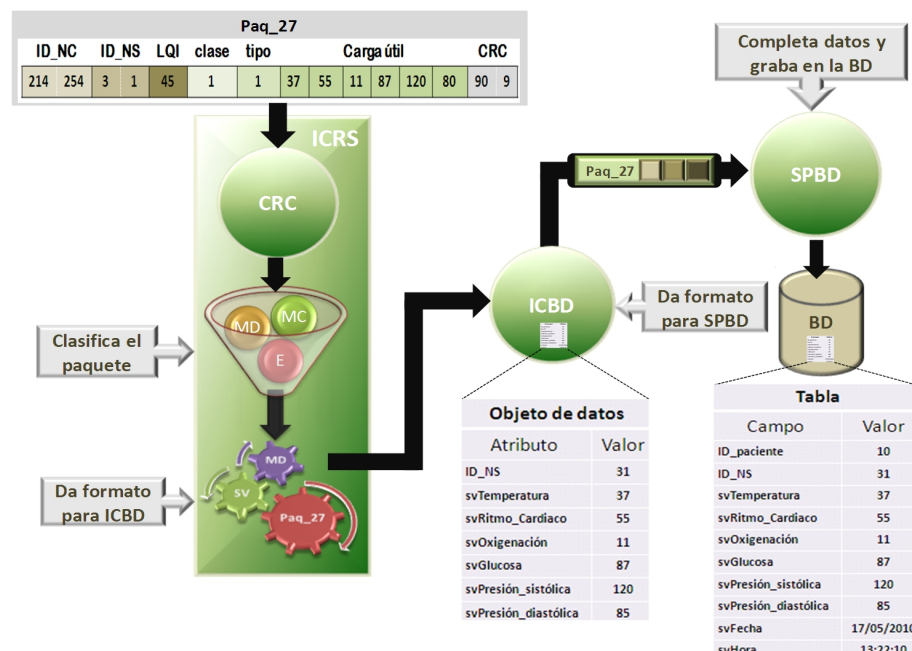 Paq_27
ID_NC ID_NS LQI clase tipo Carga útil CRC
214 254 3 1 45 1 1 37 55 11 87 120 80 90 9
ICRS
CRC
MD MC
E
Clasifica el
paquete
MD
SV
Paq_27
Da formato
para ICBD
Completa datos y
graba en la BD
Paq_27
SPBD
ICBD
Da formato
para SPBD
BD
Objeto de datos
Atributo Valor
ID_NS 31
svTemperatura 37
svRitmo_Cardiaco 55
svOxigenación 11
svGlucosa 87
svPresión_sistólica 120
svPresión_diastólica 85
Tabla
Campo Valor
ID_paciente 10
ID_NS 31
svTemperatura 37
svRitmo_Cardiaco 55
svOxigenación 11
svGlucosa 87
svPresión_sistólica 120
svPresión_diastólica 85
svFecha 17/05/2010
svHora 13:22:10